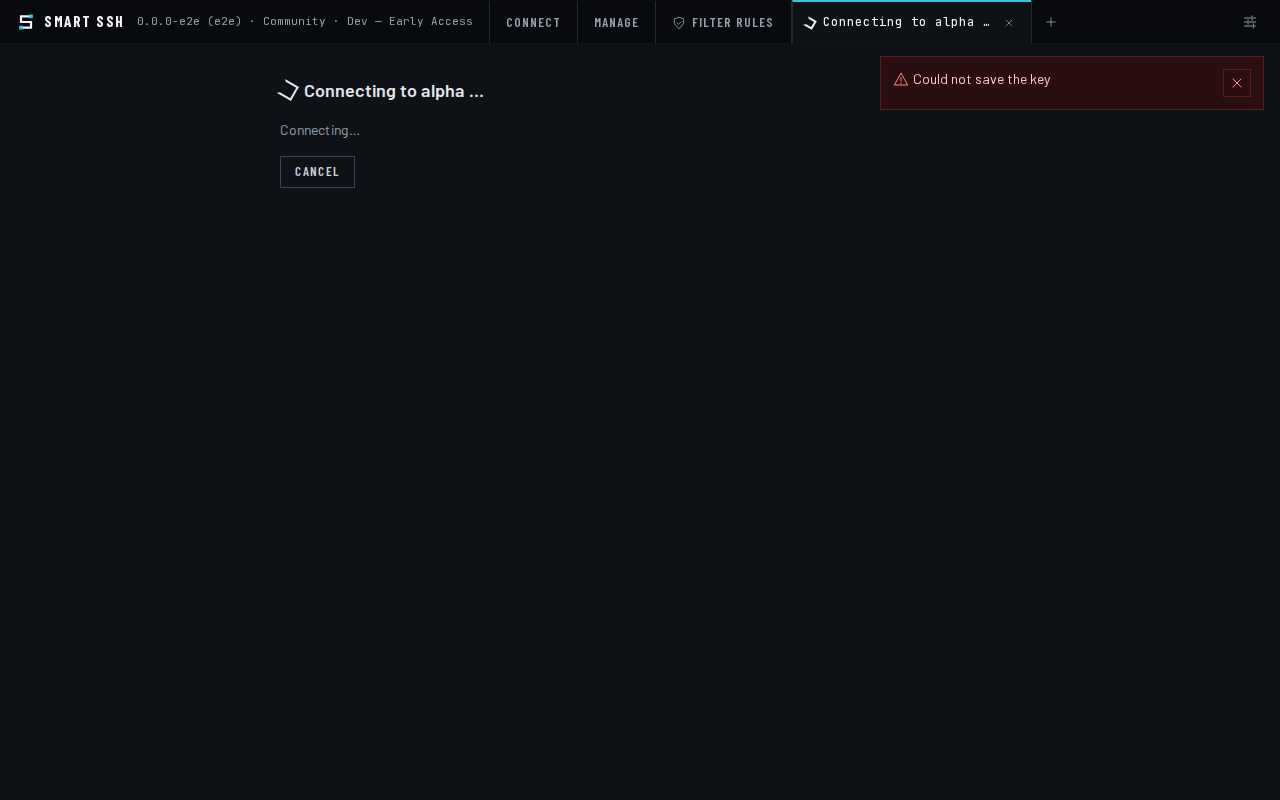 SMART SSH 0.0.0-e2e (e2e) · Community · Dev — Early Access CONNECT MANAGE FILTER RULES Connecting to alpha …
Could not save the key
Connecting to alpha …
Connecting…
CANCEL